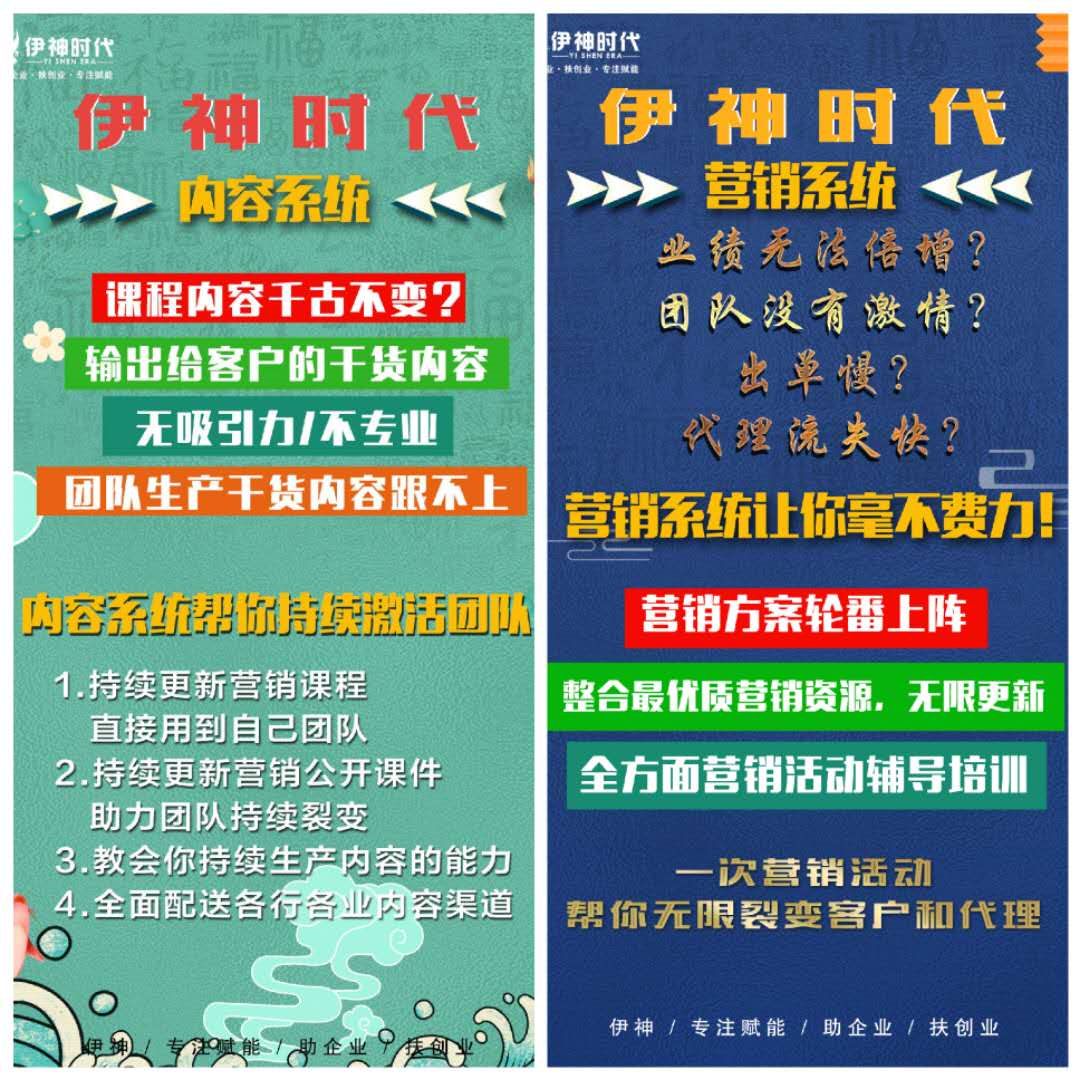 伊神时代
YI SHEN ERA
企业·扶创业·专注赋能
伊神时代
内容系统
课程内容千古不变?
输出给客户的干货内容
无吸引力/不专业
团队生产干货内容跟不上
内容系统帮你持续激活团队
1.持续更新营销课程
直接用到自己团队
2.持续更新营销公开课件
助力团队持续裂变
3.教会你持续生产内容的能力
4.全面配送各行各业内容渠道
伊神 / 专注赋能 / 助企业 / 扶创业
伊神时代
YI SHEN ERA
企业·扶创业·专注赋能
伊神时代
营销系统
业绩无法倍增?
团队没有激情?
出单慢?
代理流失快?
营销系统让你毫不费力!
营销方案轮番上阵
整合最优质营销资源，无限更新
全方面营销活动辅导培训
一次营销活动
帮你无限裂变客户和代理
伊神 / 专注赋能 / 助企业 / 扶创业